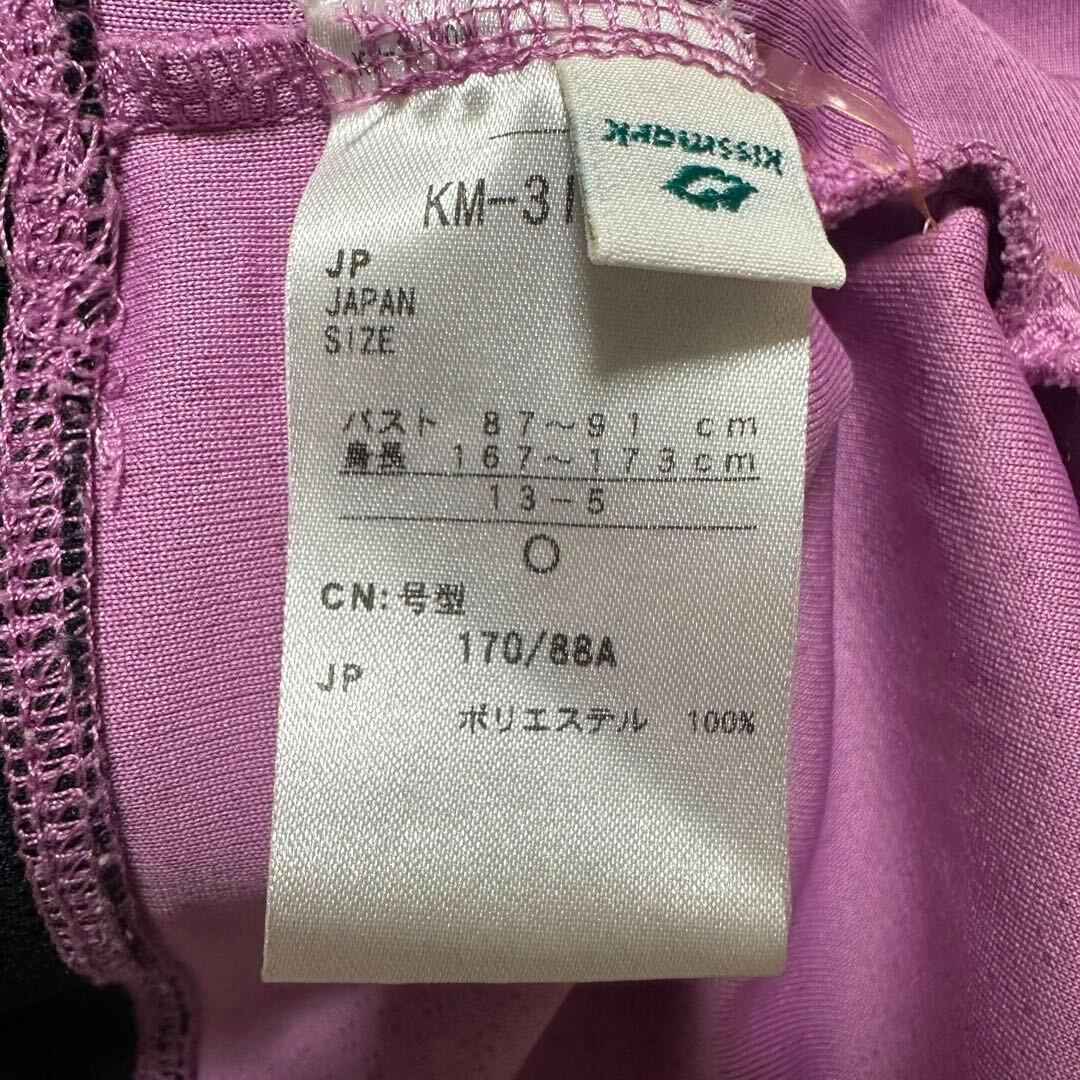 kissmark
KM-31
JP
JAPAN
SIZE
バスト 87～91 cm
身長 167～173cm
13-5
O
CN:号型
170/88A
JP
ポリエステル 100%